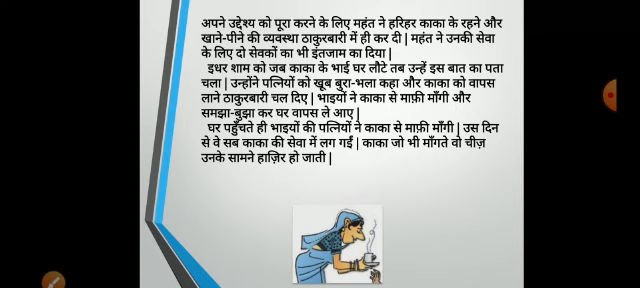 अपने उद्देश्य को पूरा करने के लिए महंत ने हरिहर काका के रहने और
खाने-पीने की व्यवस्था ठाकुरबारी में ही कर दी | महंत ने उनकी सेवा
के लिए दो सेवकों का भी इंतजाम का दिया |
इधर शाम को जब काका के भाई घर लौटे तब उन्हें इस बात का पता
चला | उन्होंने पत्नियों को खूब बुरा-भला कहा और काका को वापस
लाने ठाकुरबारी चल दिए | भाइयों ने काका से माफ़ी माँगी और
समझा-बुझा कर घर वापस ले आए |
घर पहुँचते ही भाइयों की पत्नियों ने काका से माफ़ी माँगी | उस दिन
से वे सब काका की सेवा में लग गईं | काका जो भी माँगते वो चीज़
उनके सामने हाज़िर हो जाती |